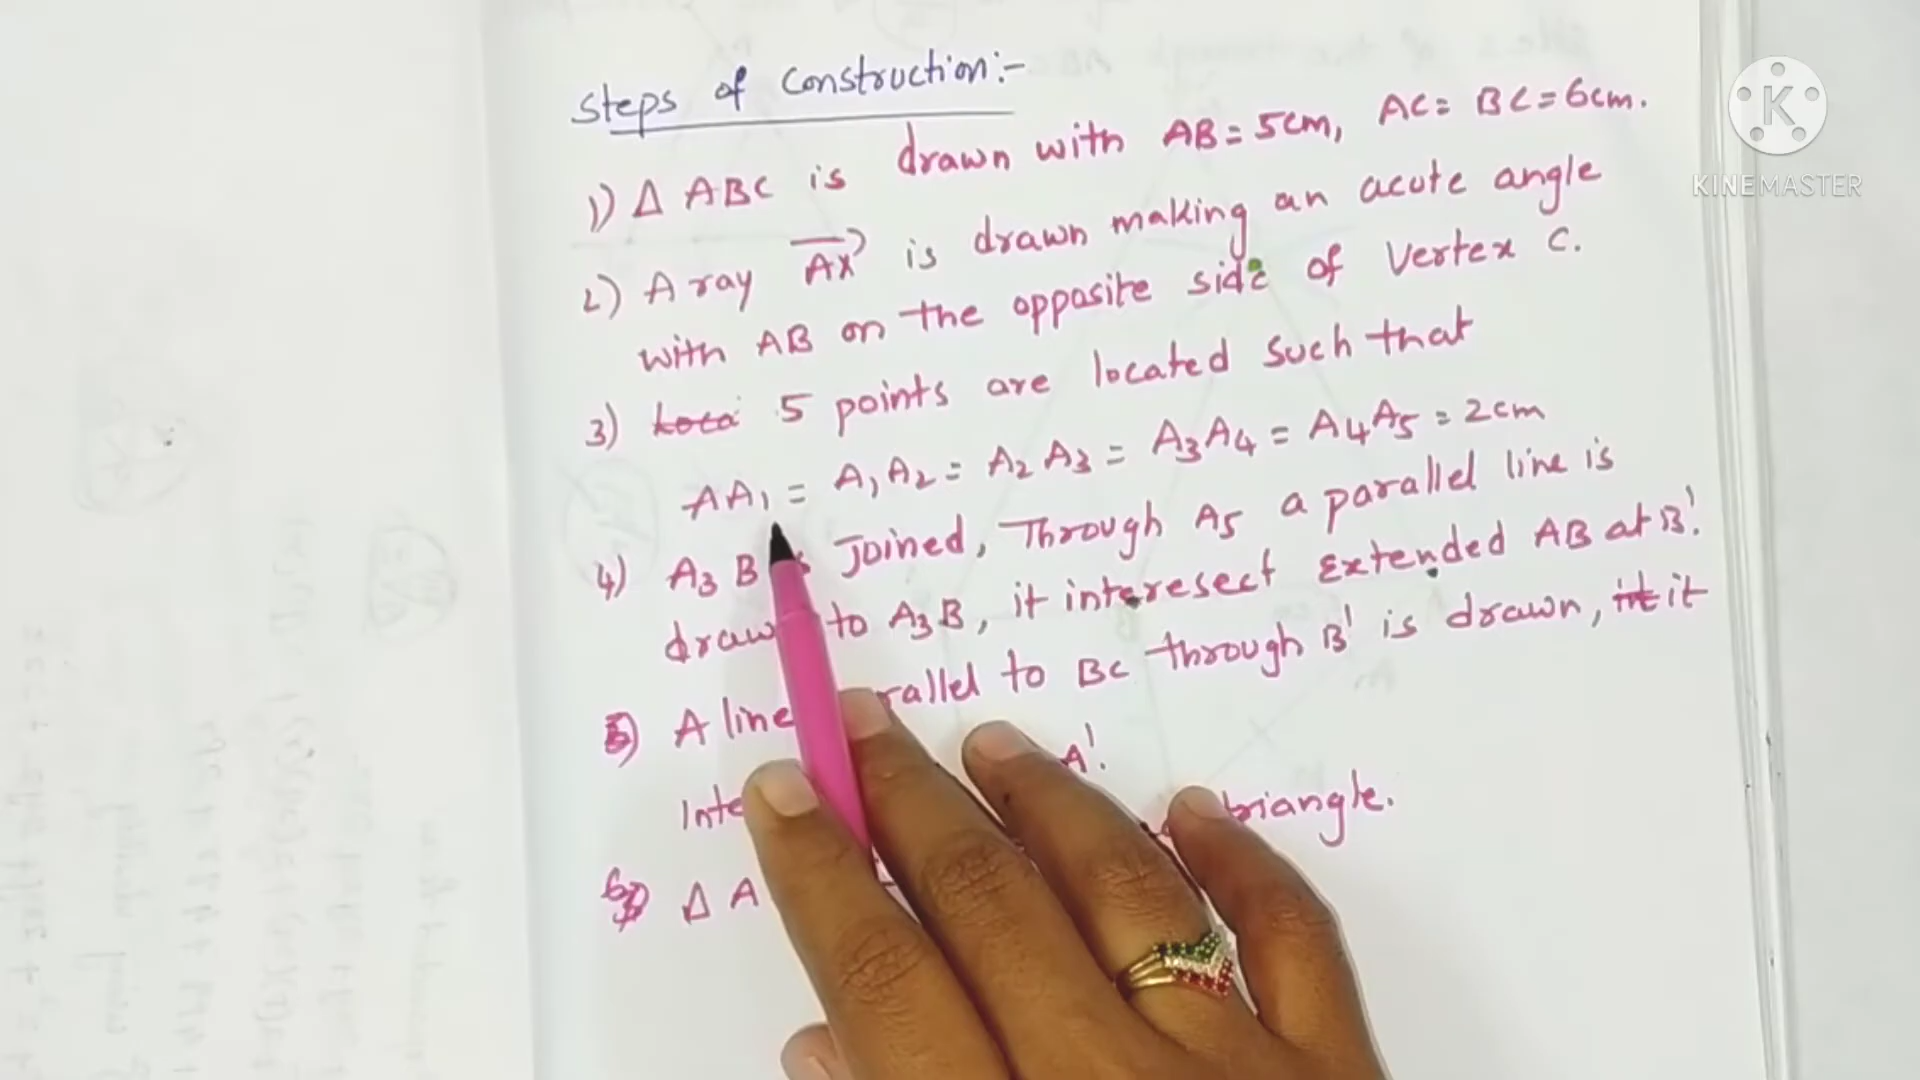 Steps of Construction:-
1) Δ ABC is drawn with AB = 5cm, AC = BC = 6cm.
2) A ray AX is drawn making an acute angle
with AB on the opposite side of Vertex C.
3) 5 points are located such that
AA1 = A1A2 = A2A3 = A3A4 = A4A5 = 2cm
4) A3 B joined, Through A5 a parallel line is
to A3B, it interesect Extended AB at B'.
5) A line to BC through B' is drawn, it
A'.
triangle.
6) Δ A
KINEMASTER